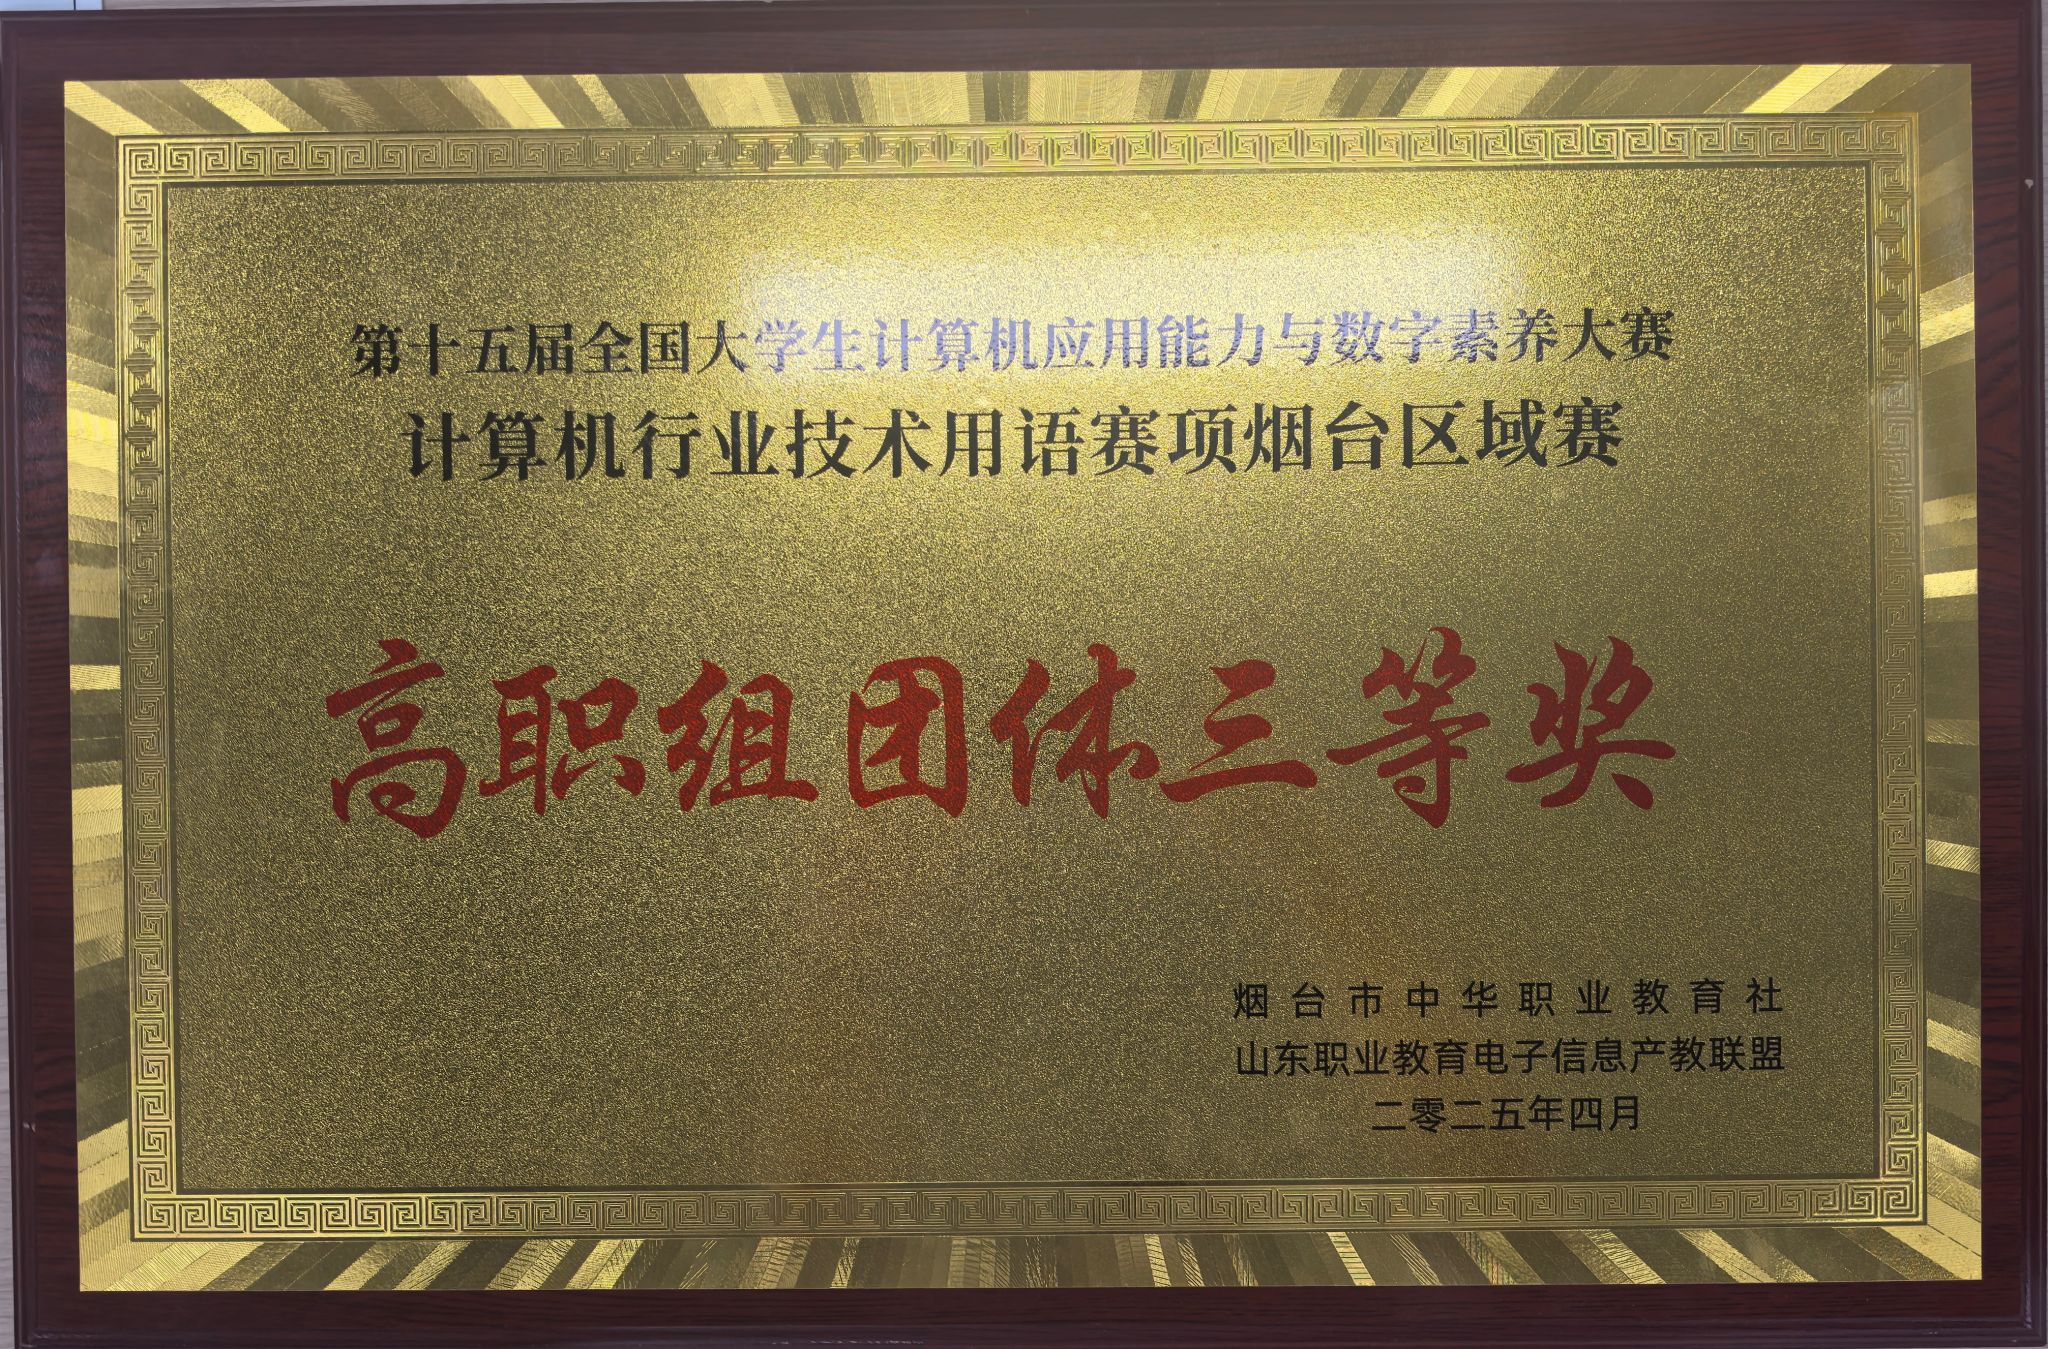 第十五届全国大学生计算机应用能力与数字素养大赛
计算机行业技术用语赛项烟台区域赛
高职组团体三等奖
烟台市中华职业教育社
山东职业教育电子信息产教联盟
二零二五年四月